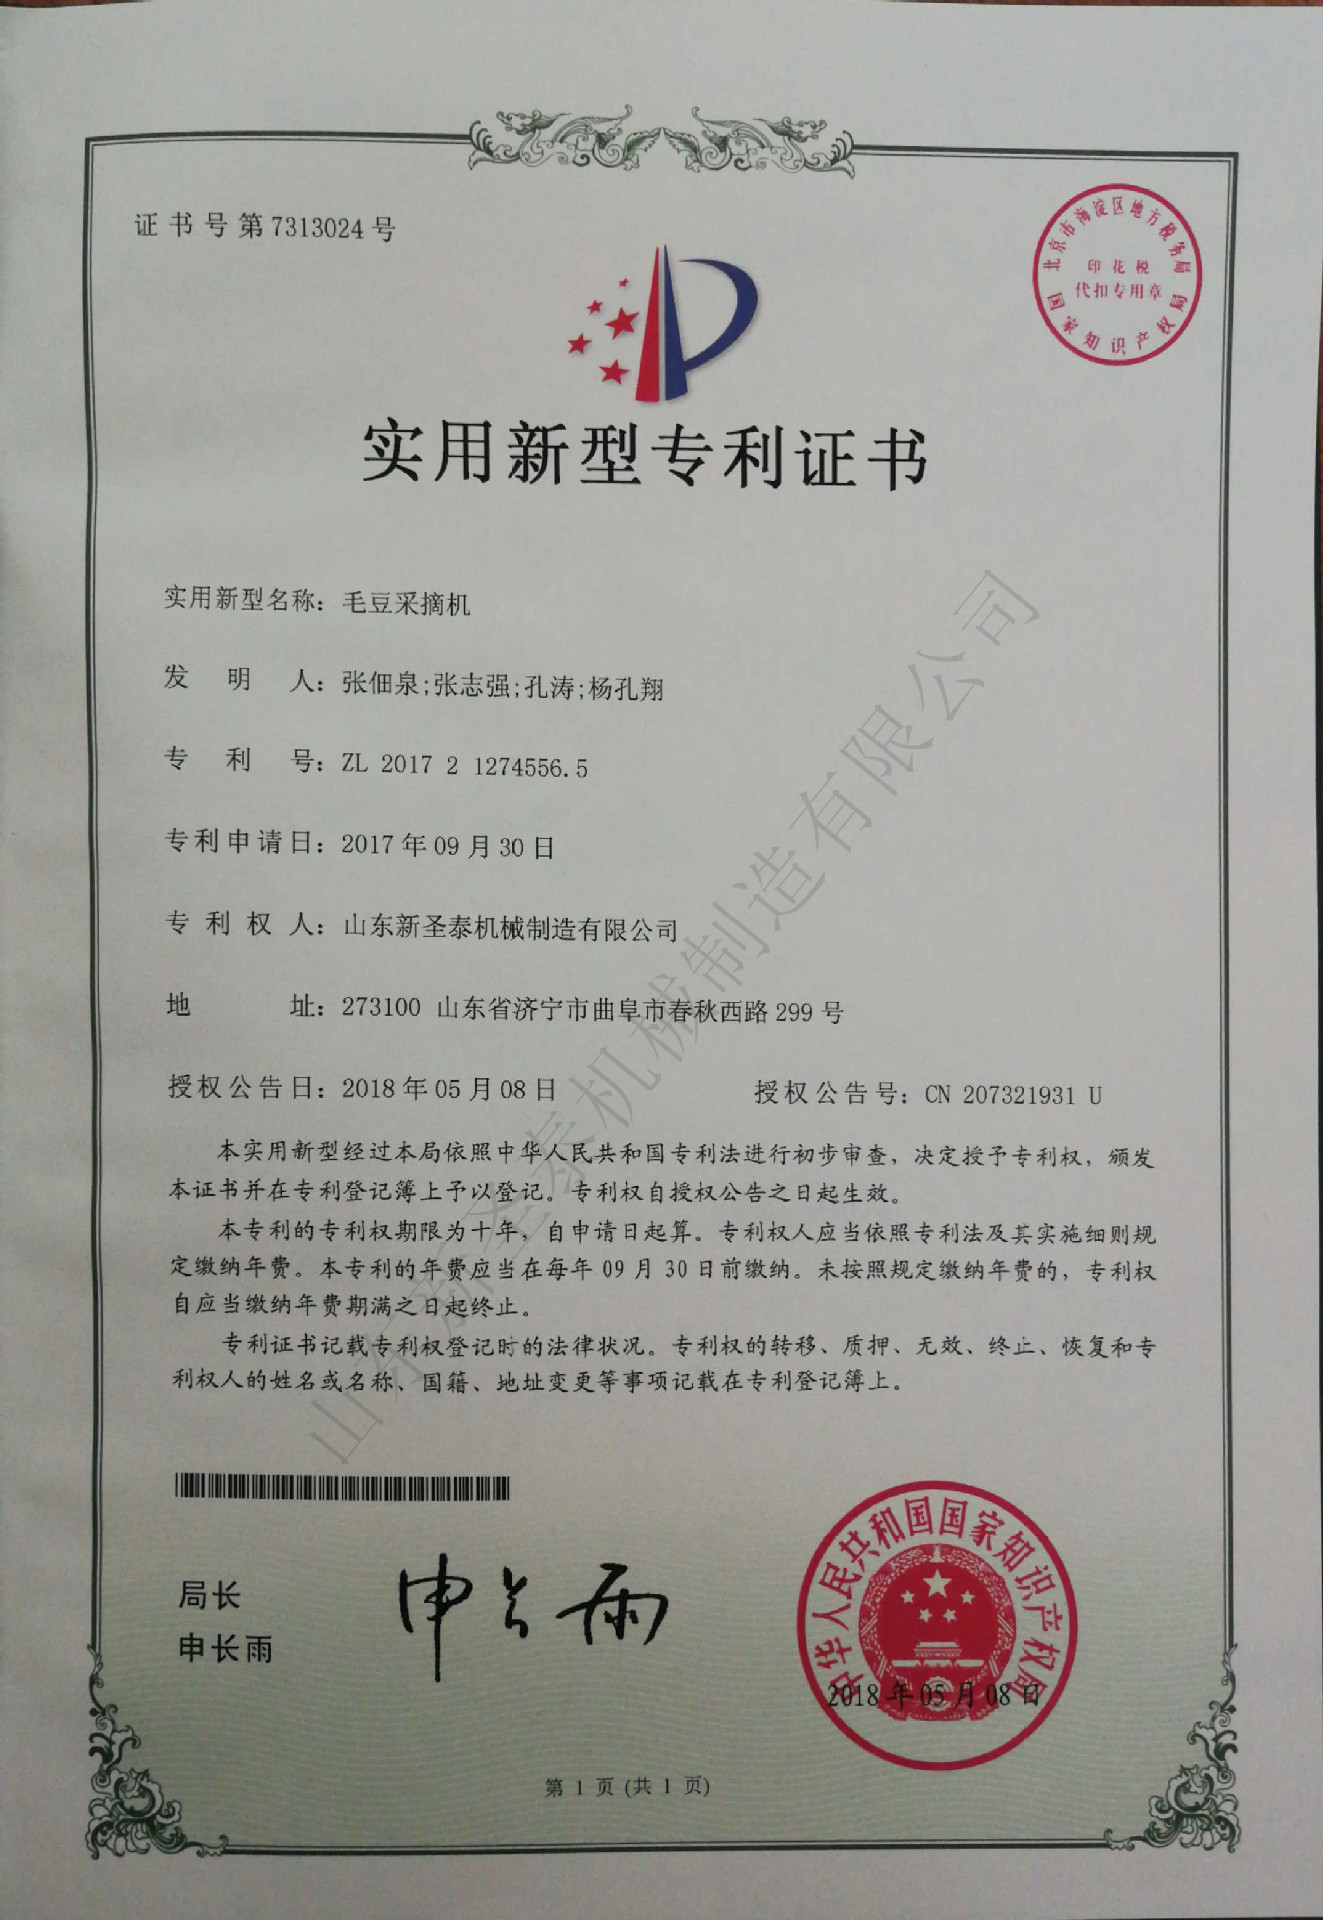 证书号第7313024号
北京市海淀区地方税务局
印花税
代扣专用章
国家知识产权局
实用新型专利证书
实用新型名称：毛豆采摘机
发明人：张佃泉;张志强;孔涛;杨孔翔
专利号：ZL 2017 2 1274556.5
专利申请日：2017年09月30日
专利权人：山东新圣泰机械制造有限公司
地址：273100 山东省济宁市曲阜市春秋西路299号
授权公告日：2018年05月08日 授权公告号：CN 207321931 U
本实用新型经过本局依照中华人民共和国专利法进行初步审查，决定授予专利权，颁发
本证书并在专利登记簿上予以登记。专利权自授权公告之日起生效。
本专利的专利权期限为十年，自申请日起算。专利权人应当依照专利法及其实施细则规
定缴纳年费。本专利的年费应当在每年09月30日前缴纳。未按照规定缴纳年费的，专利权
自应当缴纳年费期满之日起终止。
专利证书记载专利权登记时的法律状况。专利权的转移、质押、无效、终止、恢复和专
利权人的姓名或名称、国籍、地址变更等事项记载在专利登记簿上。
山东新圣泰机械制造有限公司
局长
申长雨
申长雨
中华人民共和国国家知识产权局
2018年05月08日
第 1 页 (共 1 页)